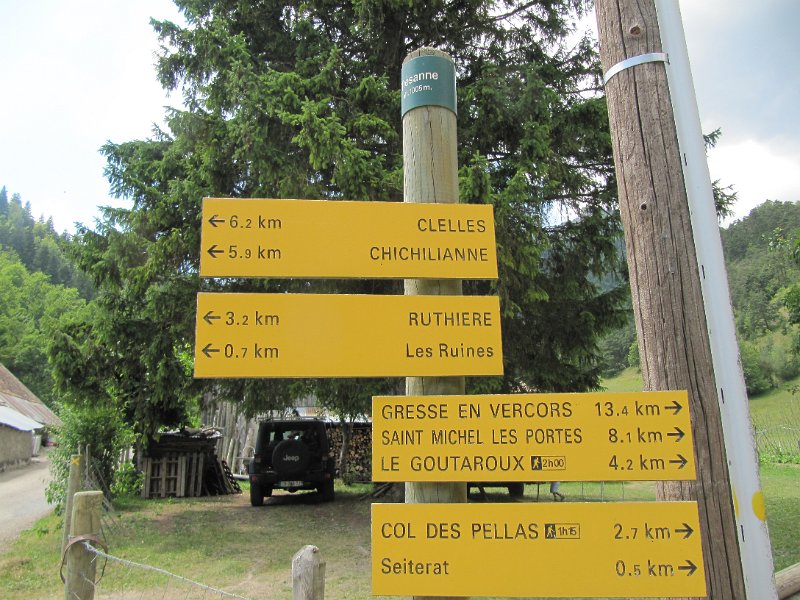 1005m.
← 6.2 km CLELLES
← 5.9 km CHICHILIANNE
← 3.2 km RUTHIERE
← 0.7 km Les Ruines
GRESSE EN VERCORS 13.4 km →
SAINT MICHEL LES PORTES 8.1 km →
LE GOUTAROUX 2h00 4.2 km →
COL DES PELLAS 1h15 2.7 km →
Seiterat 0.5 km →
Jeep